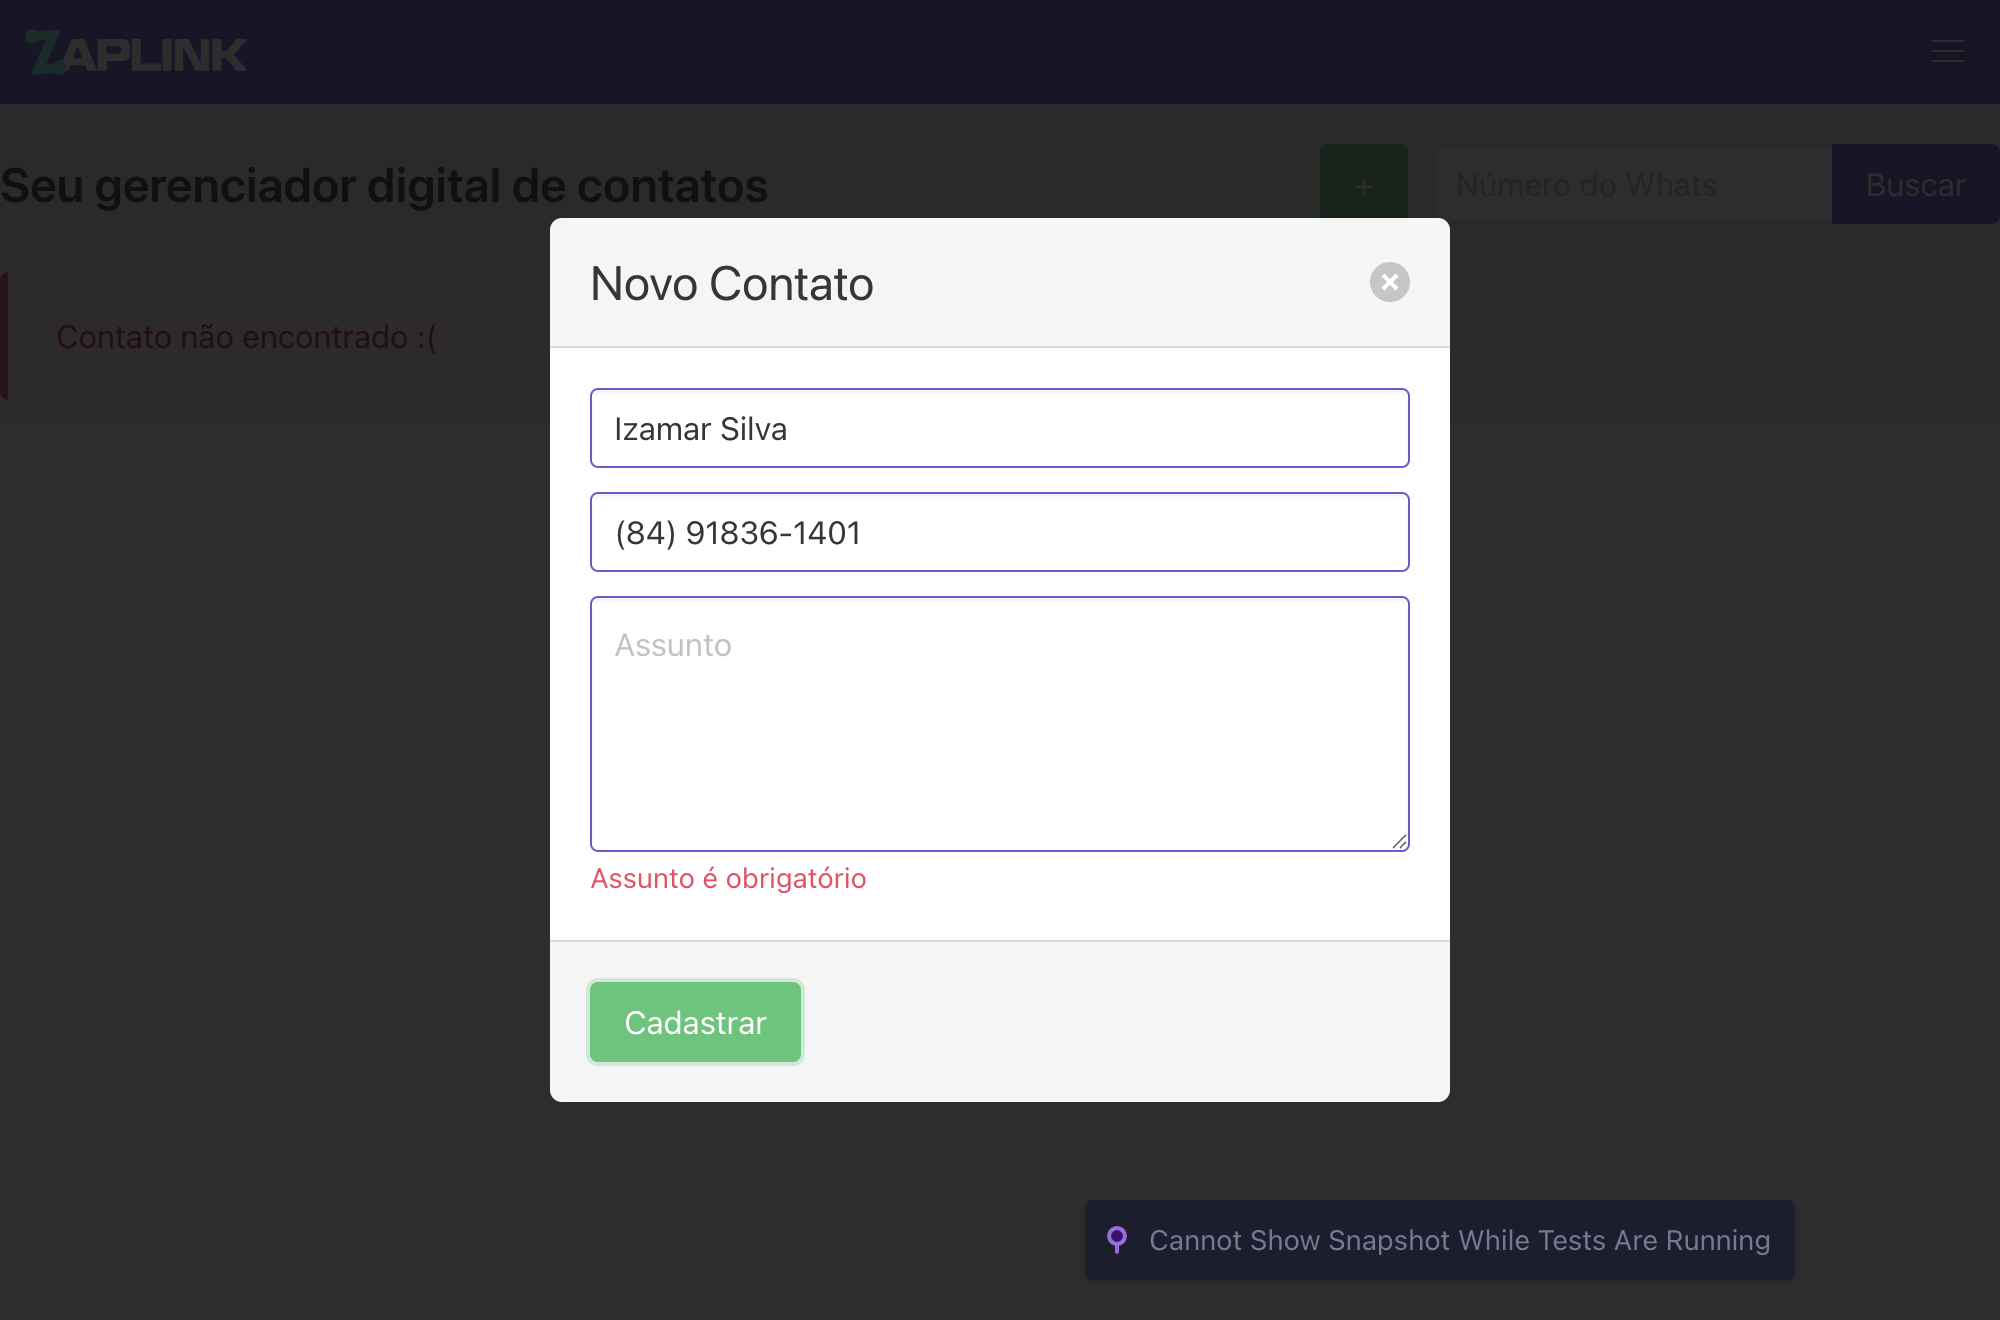 ZAPLINK
Seu gerenciador digital de contatos
+
Número do Whats
Buscar
Contato não encontrado :(
Novo Contato
Izamar Silva
(84) 91836-1401
Assunto
Assunto é obrigatório
Cadastrar
Cannot Show Snapshot While Tests Are Running